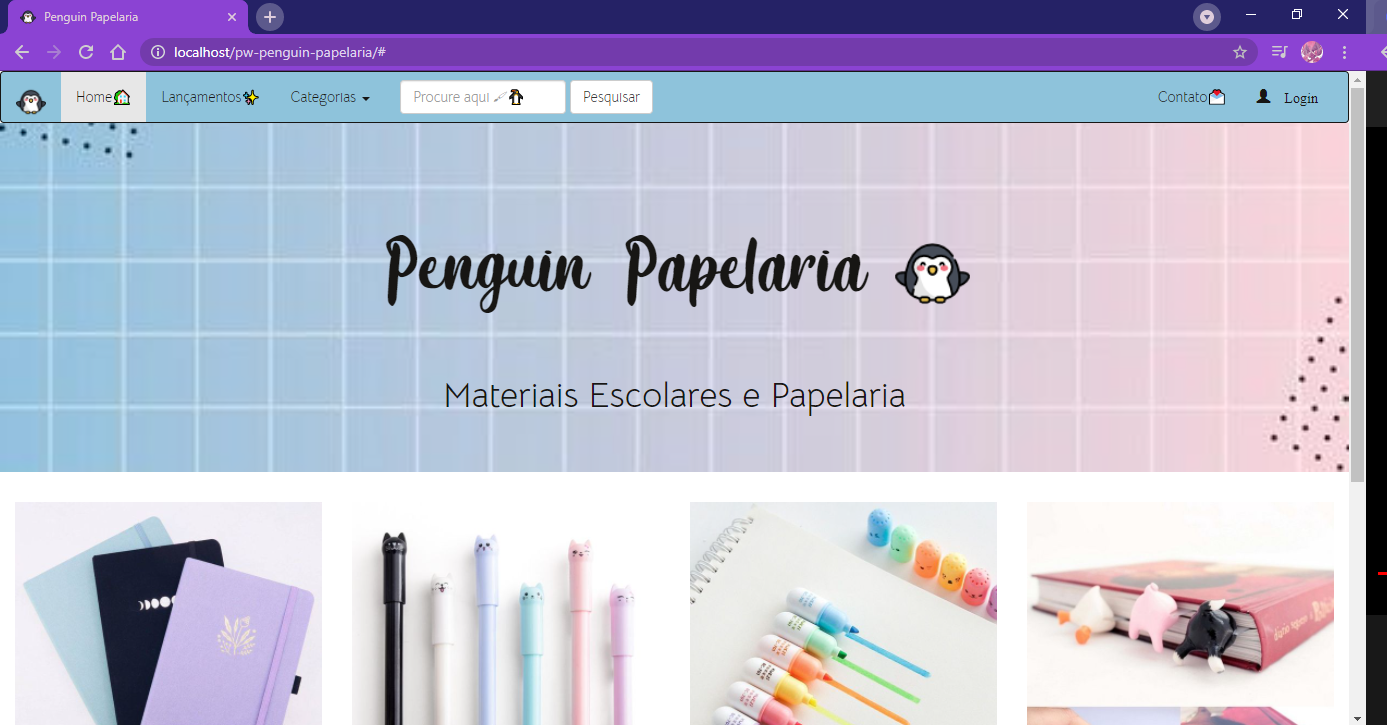 Penguin Papelaria
localhost/pw-penguin-papelaria/#
Home
Lançamentos
Categorias
Procure aqui
Pesquisar
Contato
Login
Penguin Papelaria
Materiais Escolares e Papelaria